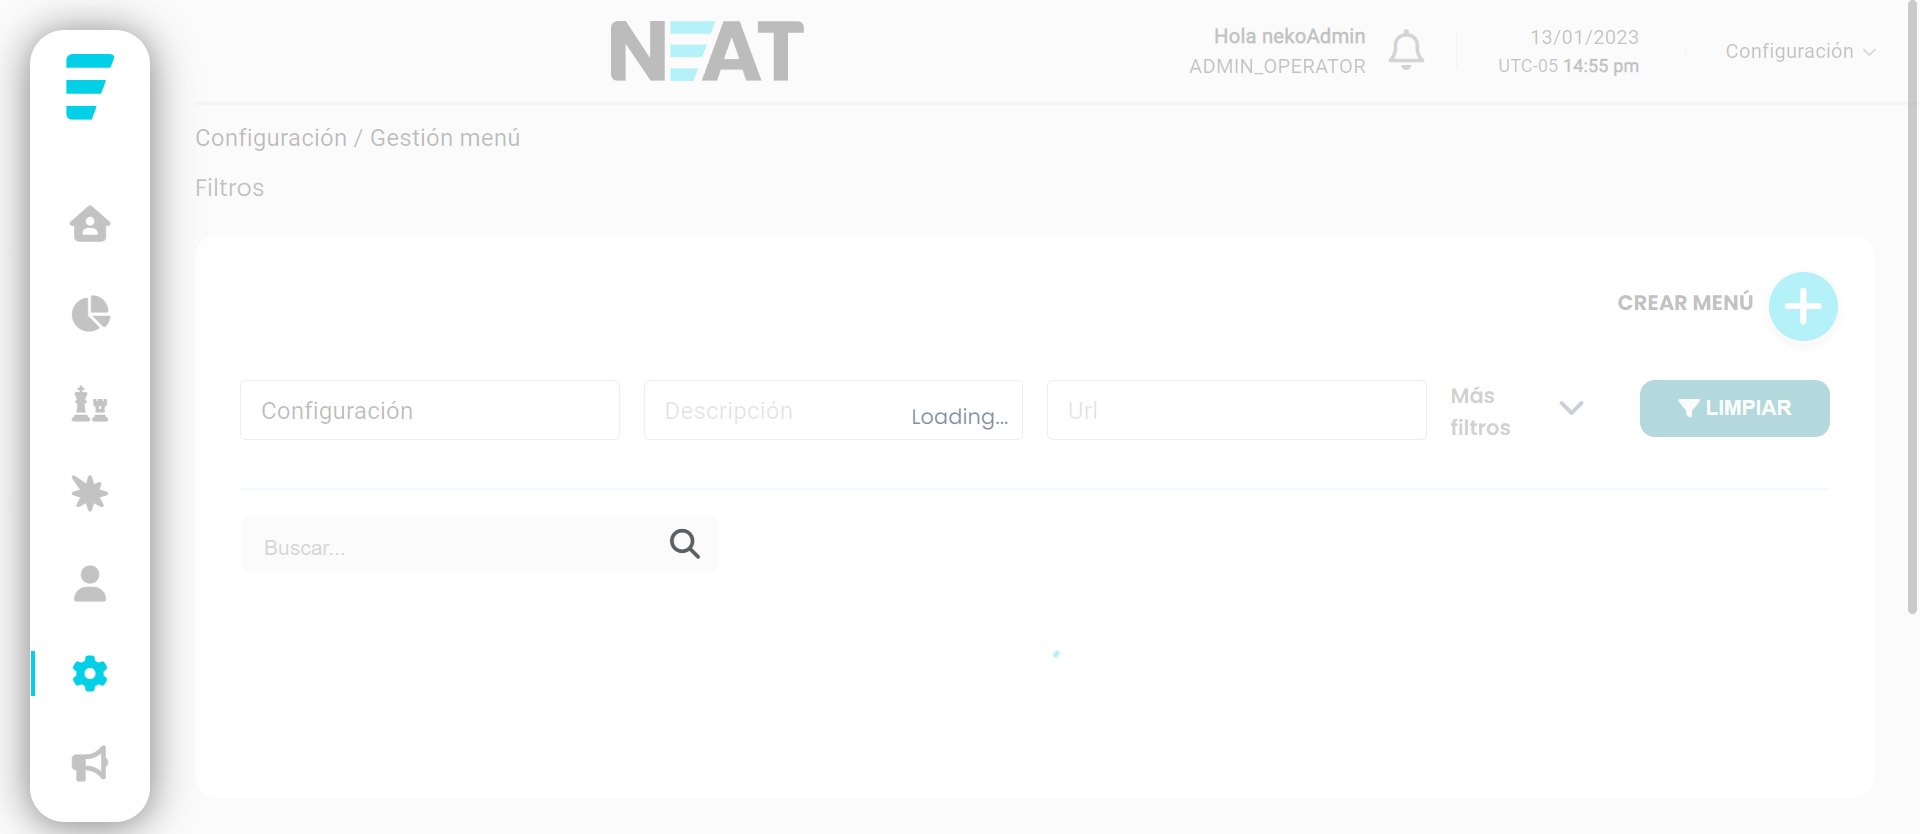 NEAT
Hola nekoAdmin
ADMIN_OPERATOR
13/01/2023
UTC-05 14:55 pm
Configuración
Configuración / Gestión menú
Filtros
CREAR MENÚ
Configuración
Descripción
Loading...
Url
Más
filtros
LIMPIAR
Buscar...